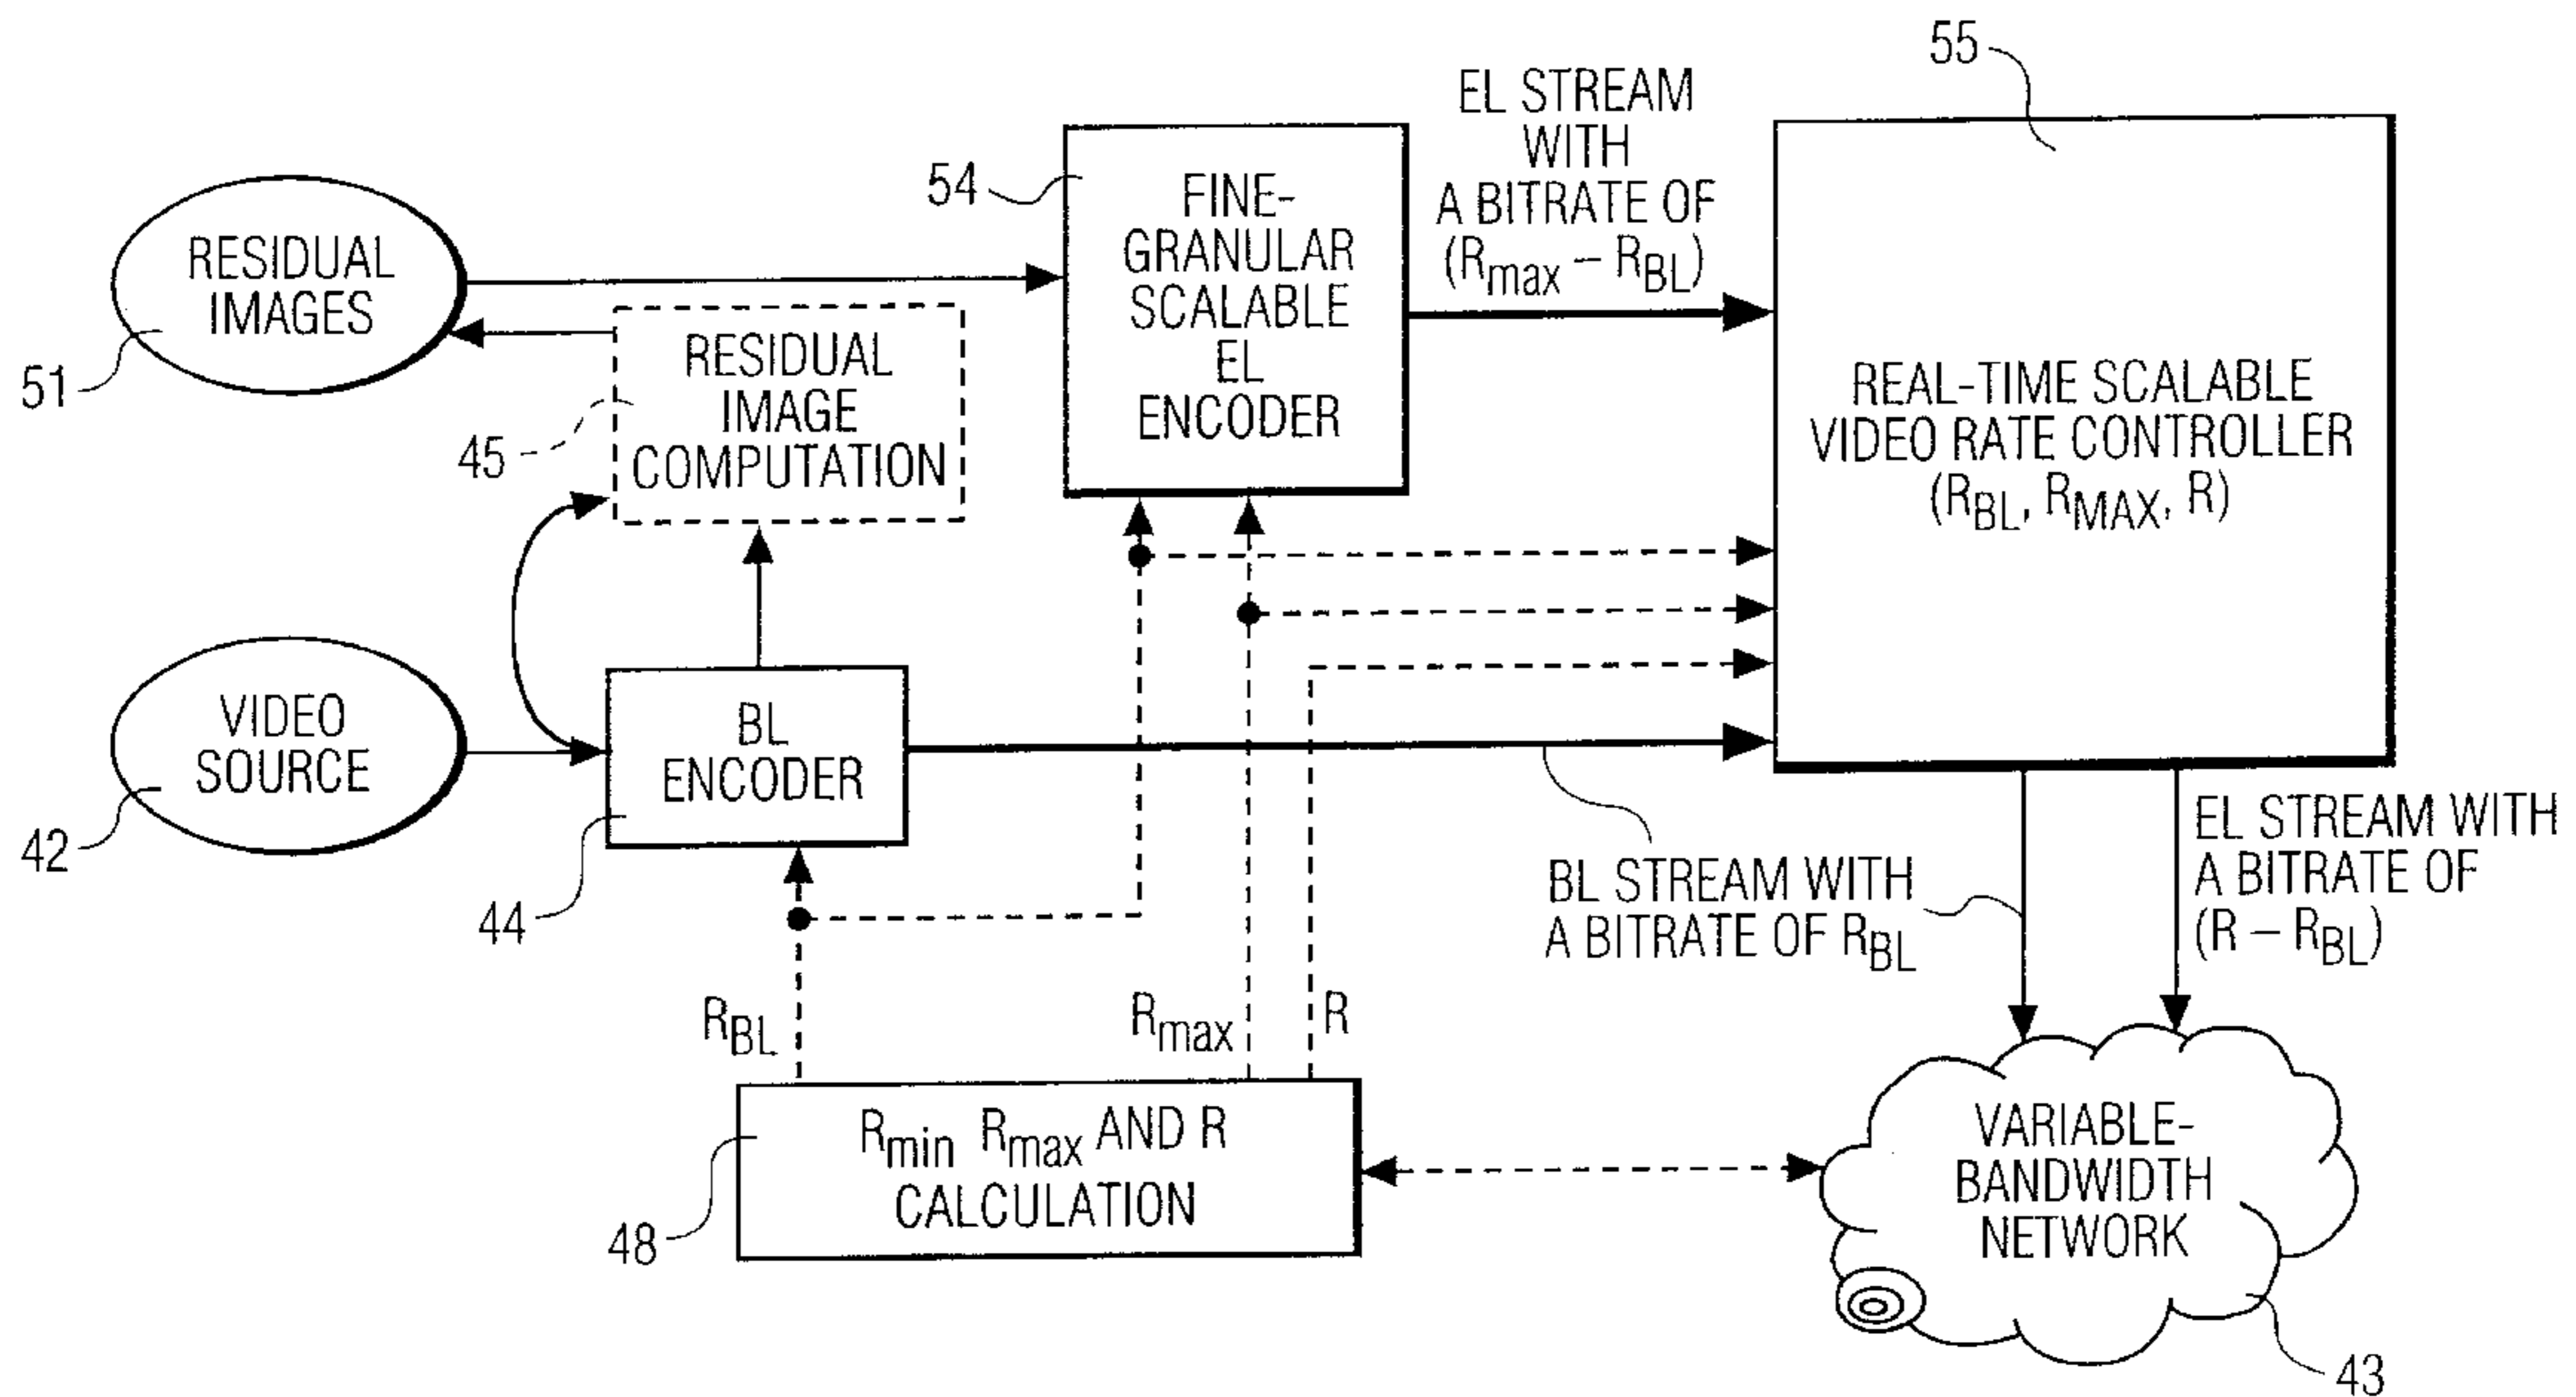 55
EL STREAM
WITH
A BITRATE OF
(Rmax – RBL)
54
FINE-
GRANULAR
SCALABLE
EL
ENCODER
RESIDUAL
IMAGES
51
RESIDUAL
IMAGE
COMPUTATION
45
REAL-TIME SCALABLE
VIDEO RATE CONTROLLER
(RBL, RMAX, R)
VIDEO
SOURCE
42
BL
ENCODER
44
BL STREAM WITH
A BITRATE OF RBL
EL STREAM WITH
A BITRATE OF
(R – RBL)
RBL
Rmax
R
Rmin Rmax AND R
CALCULATION
48
VARIABLE-
BANDWIDTH
NETWORK
43